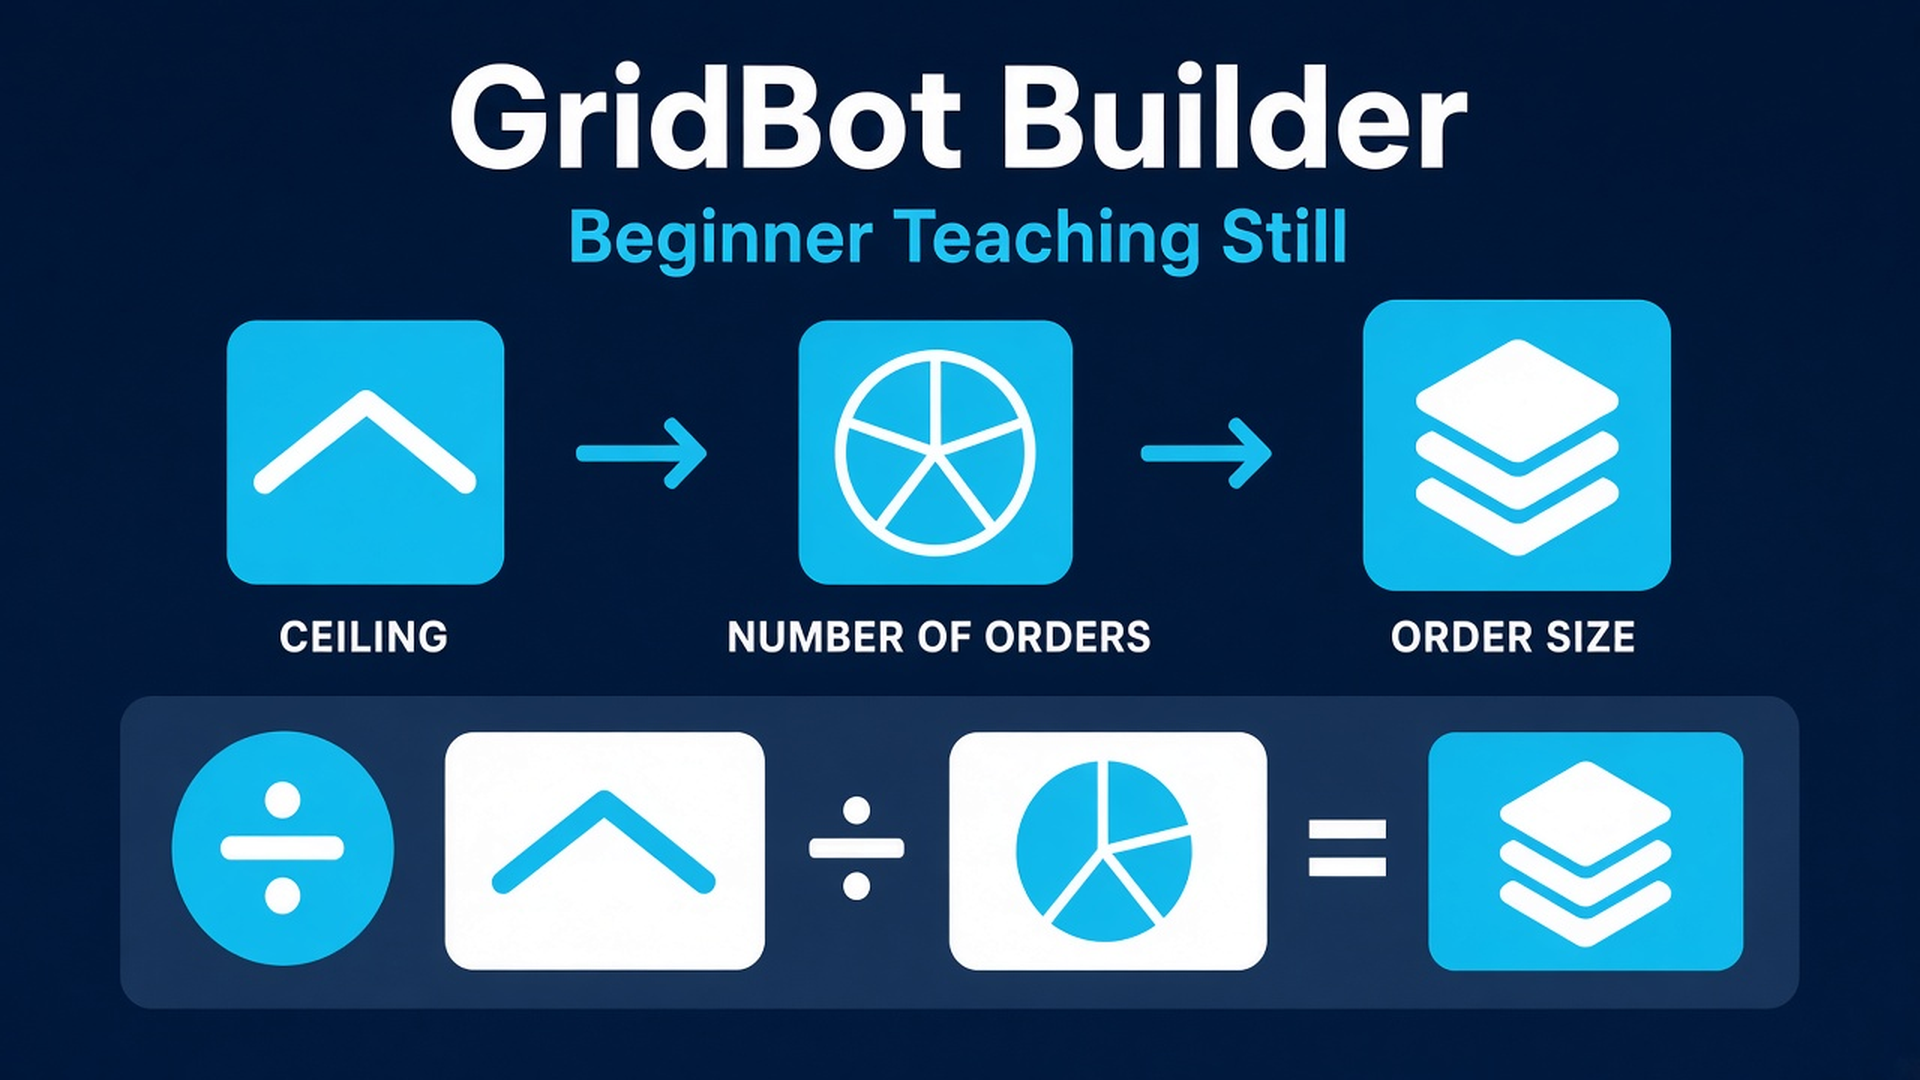 GridBot Builder
Beginner Teaching Still
CEILING
NUMBER OF ORDERS
ORDER SIZE
÷ ÷ =